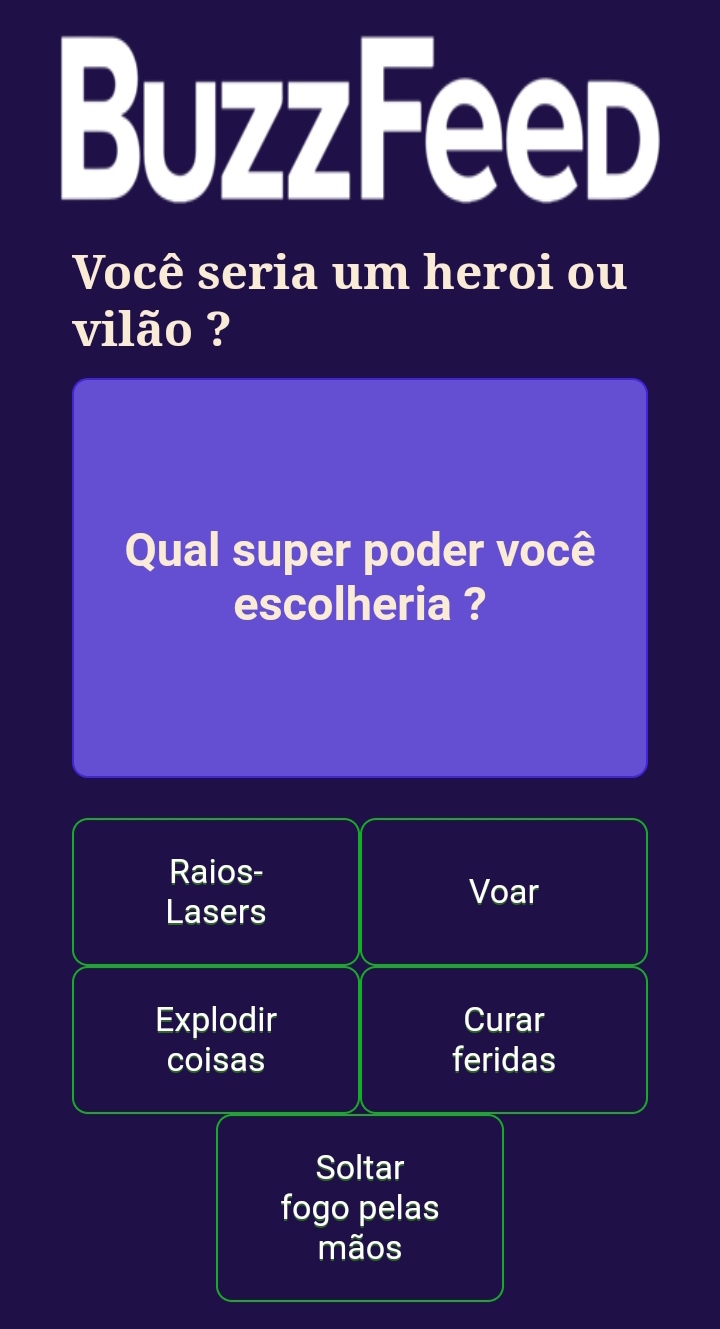 BuzzFeed
Você seria um heroi ou
vilão ?
Qual super poder você
escolheria ?
Raios-
Lasers
Voar
Explodir
coisas
Curar
feridas
Soltar
fogo pelas
mãos